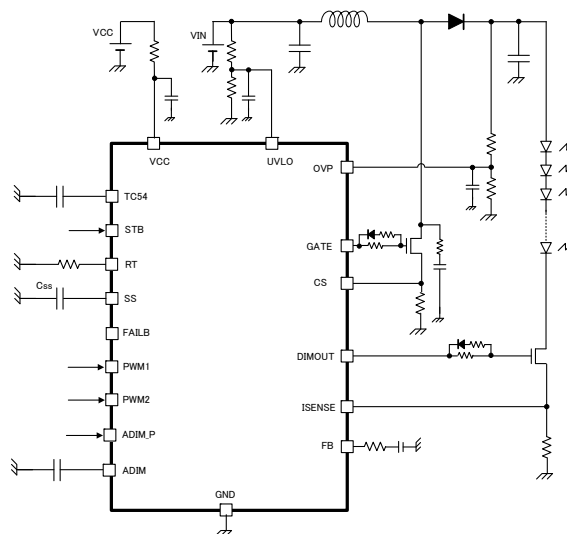 VCC
VIN
VCC
UVLO
OVP
TC54
STB
GATE
RT
CS
Css
SS
FAILB
DIMOUT
PWM1
PWM2
ISENSE
ADIM_P
FB
ADIM
GND